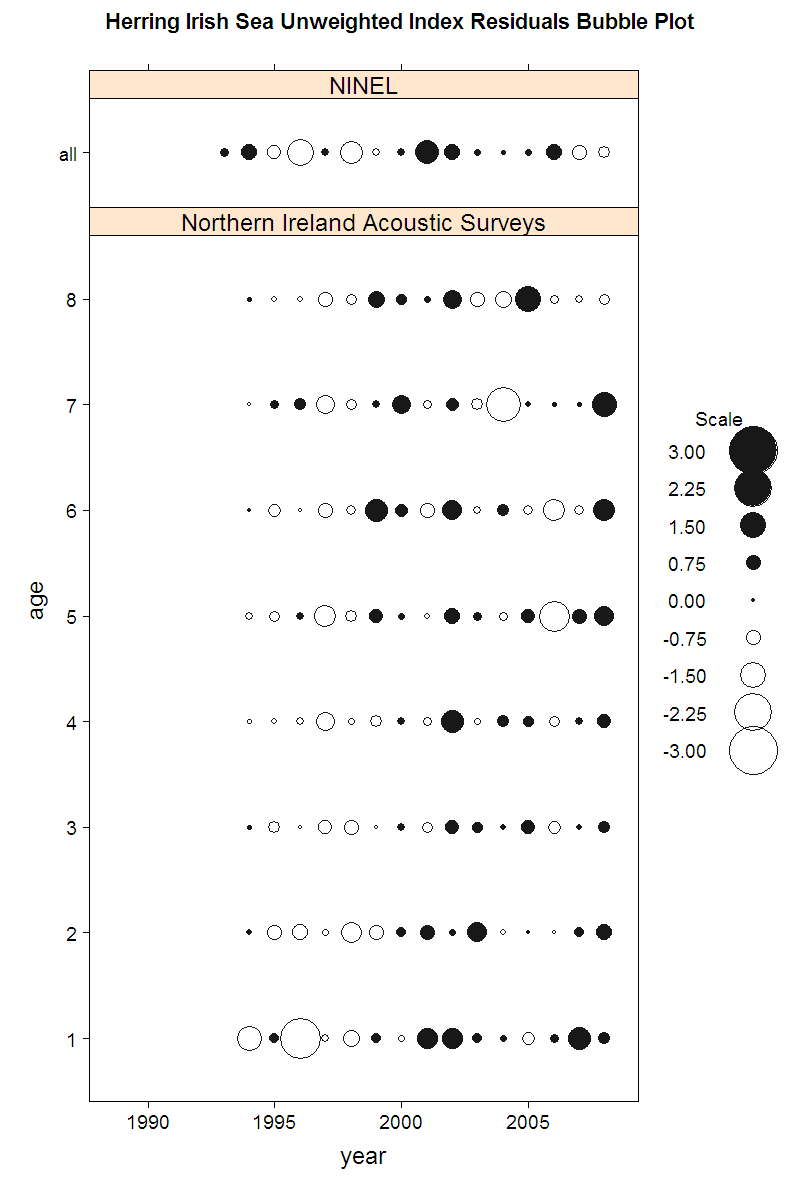 Herring Irish Sea Unweighted Index Residuals Bubble Plot
NINEL
all
Northern Ireland Acoustic Surveys
8
7
6
5
4
3
2
1
age
1990 1995 2000 2005
year
Scale
3.00
2.25
1.50
0.75
0.00
-0.75
-1.50
-2.25
-3.00